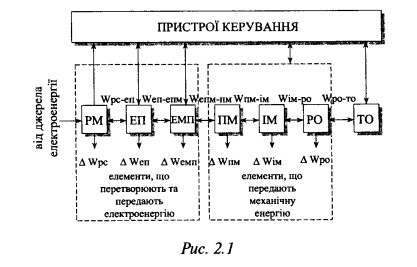 ПРИСТРОЇ КЕРУВАННЯ
від джерела
електроенергії
Wрс-еп Wеп-епм Wепм-пм Wпм-ім Wім-ро Wро-то
РМ ЕП ЕМП ПМ ІМ РО ТО
Δ Wрс Δ Wеп Δ Wемп Δ Wпм Δ Wім Δ Wро
елементи, що
перетворюють та
передають
електроенергію
елементи, що
передають
механічну
енергію
Рис. 2.1